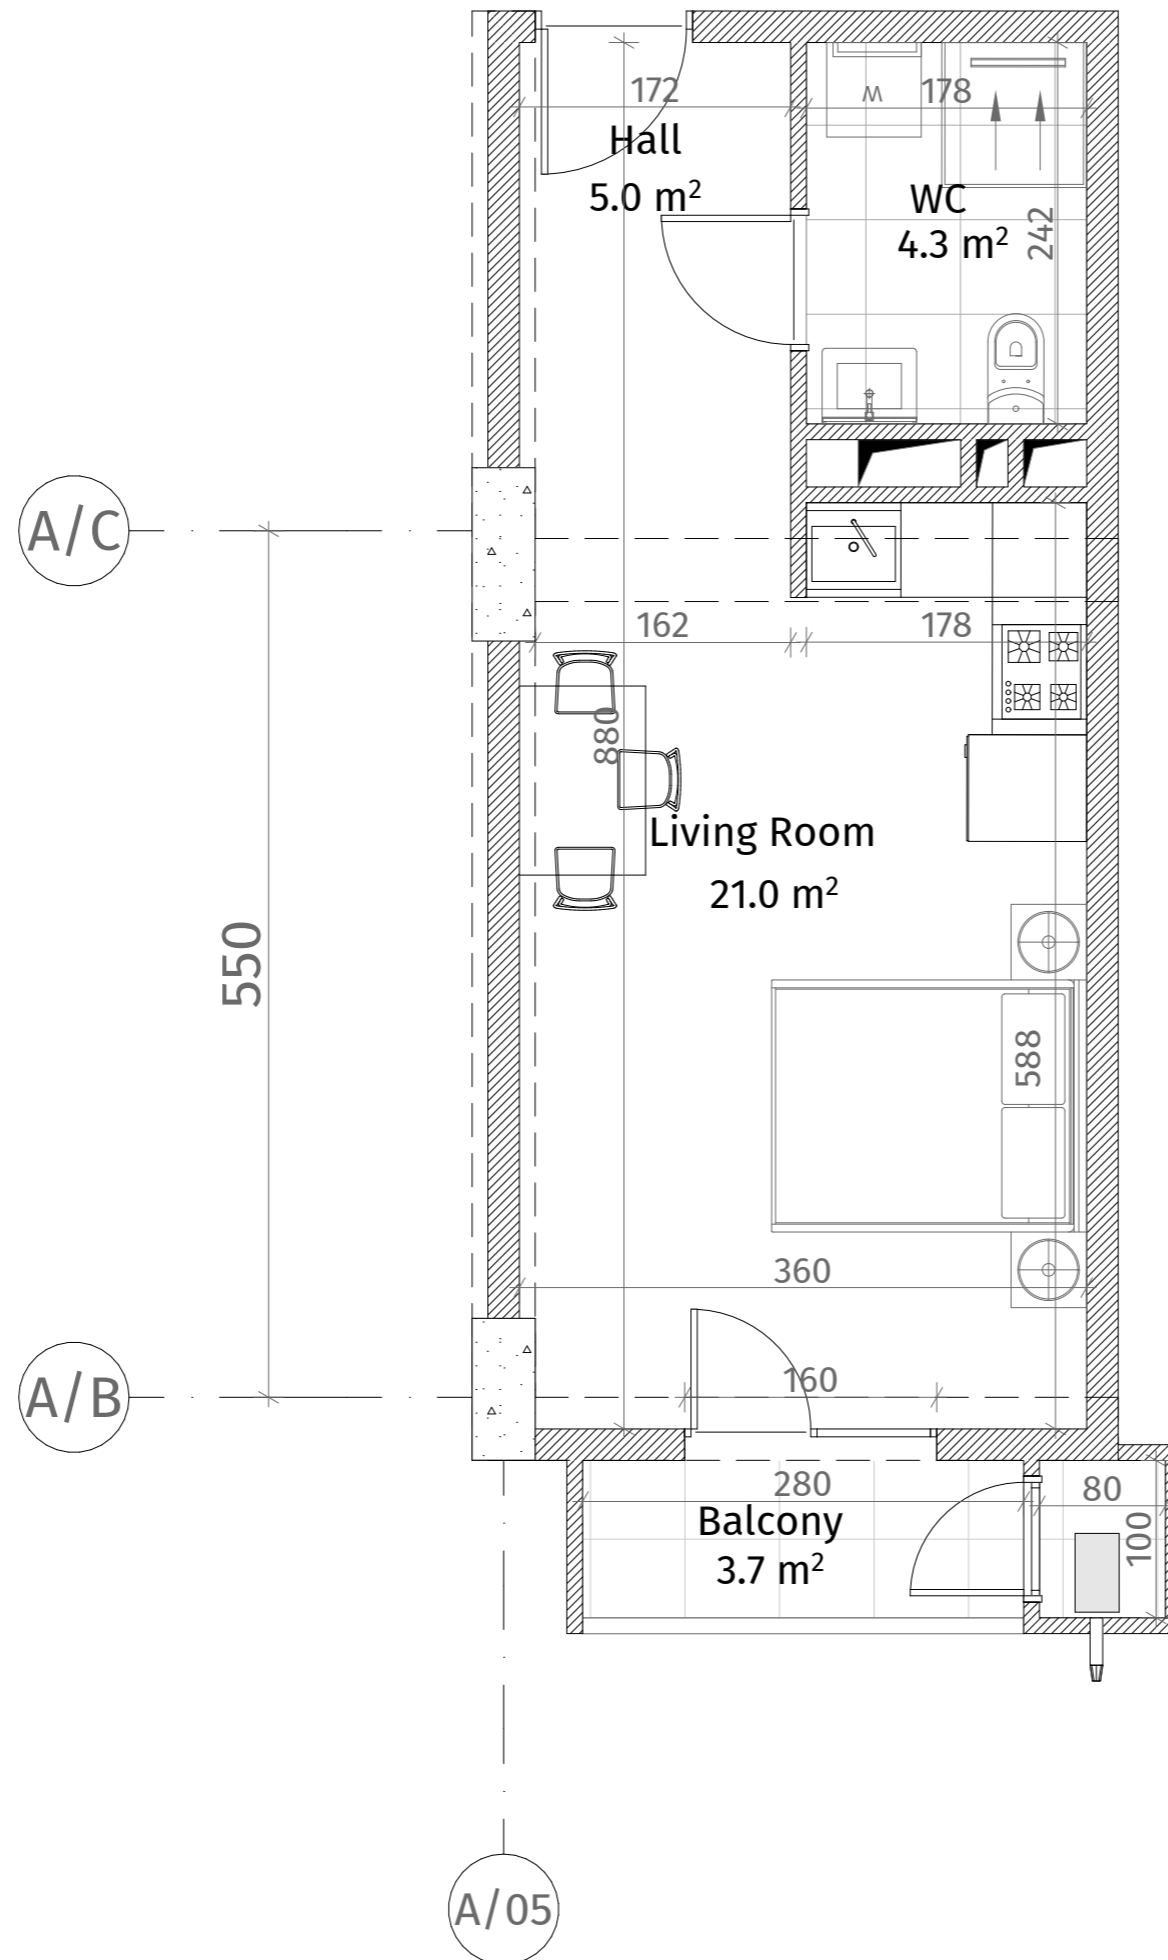 172
178
W
Hall
5.0 m²
WC
4.3 m²
242
A/C
162
178
880
Living Room
21.0 m²
550
588
360
A/B
160
280
80
Balcony
3.7 m²
100
A/05